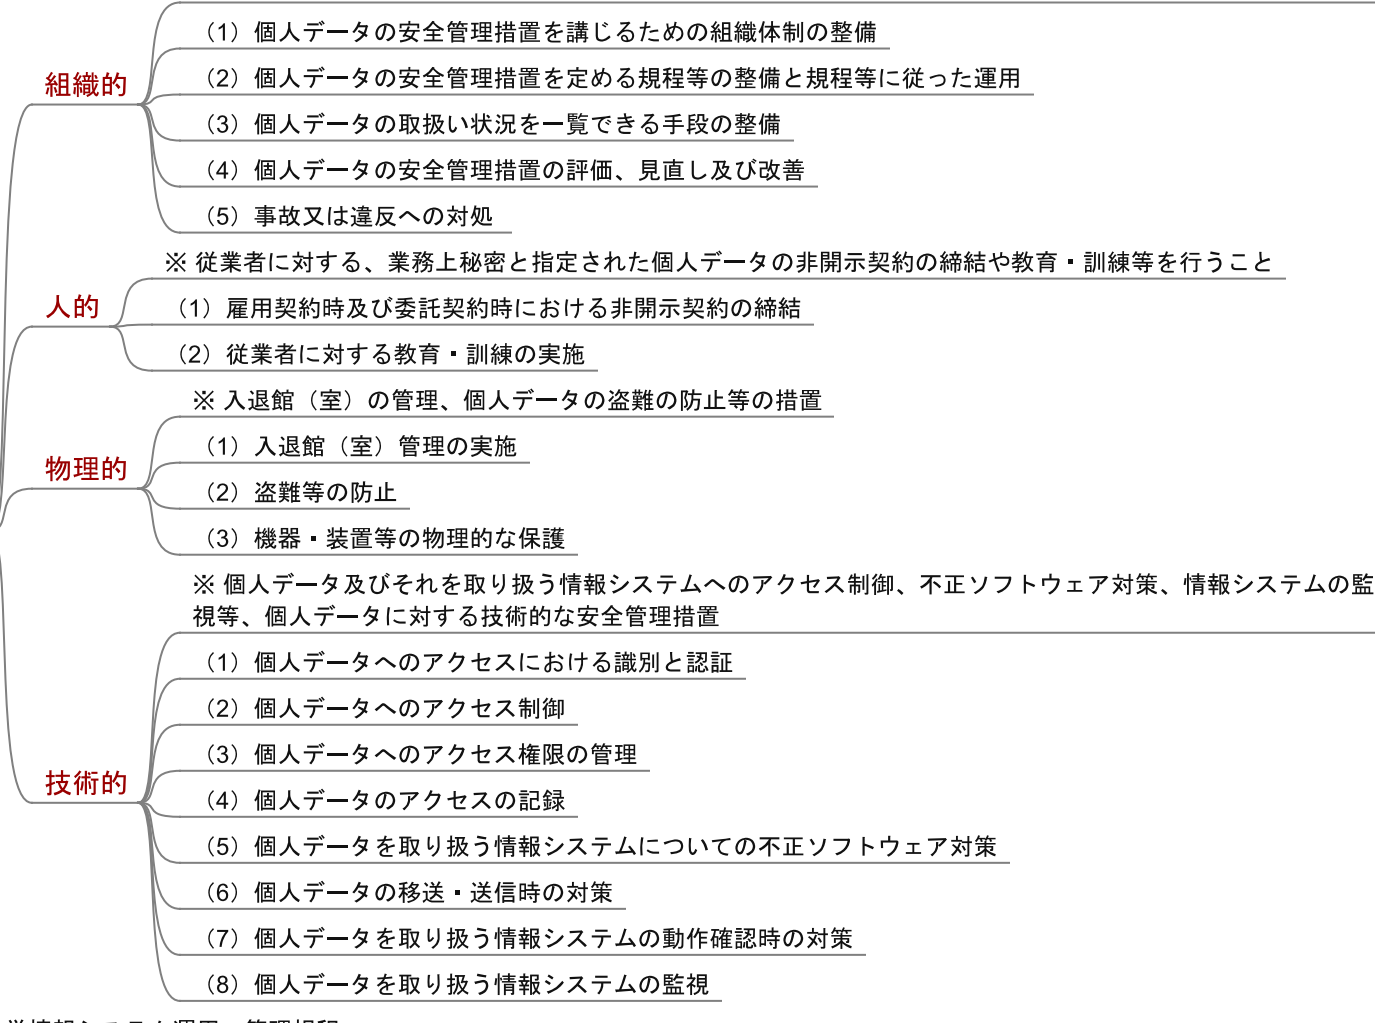 組織的
（1）個人データの安全管理措置を講じるための組織体制の整備
（2）個人データの安全管理措置を定める規程等の整備と規程等に従った運用
（3）個人データの取扱い状況を一覧できる手段の整備
（4）個人データの安全管理措置の評価、見直し及び改善
（5）事故又は違反への対処
人的
※ 従業者に対する、業務上秘密と指定された個人データの非開示契約の締結や教育・訓練等を行うこと
（1）雇用契約時及び委託契約時における非開示契約の締結
（2）従業者に対する教育・訓練の実施
物理的
※ 入退館（室）の管理、個人データの盗難の防止等の措置
（1）入退館（室）管理の実施
（2）盗難等の防止
（3）機器・装置等の物理的な保護
技術的
※ 個人データ及びそれを取り扱う情報システムへのアクセス制御、不正ソフトウェア対策、情報システムの監
視等、個人データに対する技術的な安全管理措置
（1）個人データへのアクセスにおける識別と認証
（2）個人データへのアクセス制御
（3）個人データへのアクセス権限の管理
（4）個人データのアクセスの記録
（5）個人データを取り扱う情報システムについての不正ソフトウェア対策
（6）個人データの移送・送信時の対策
（7）個人データを取り扱う情報システムの動作確認時の対策
（8）個人データを取り扱う情報システムの監視